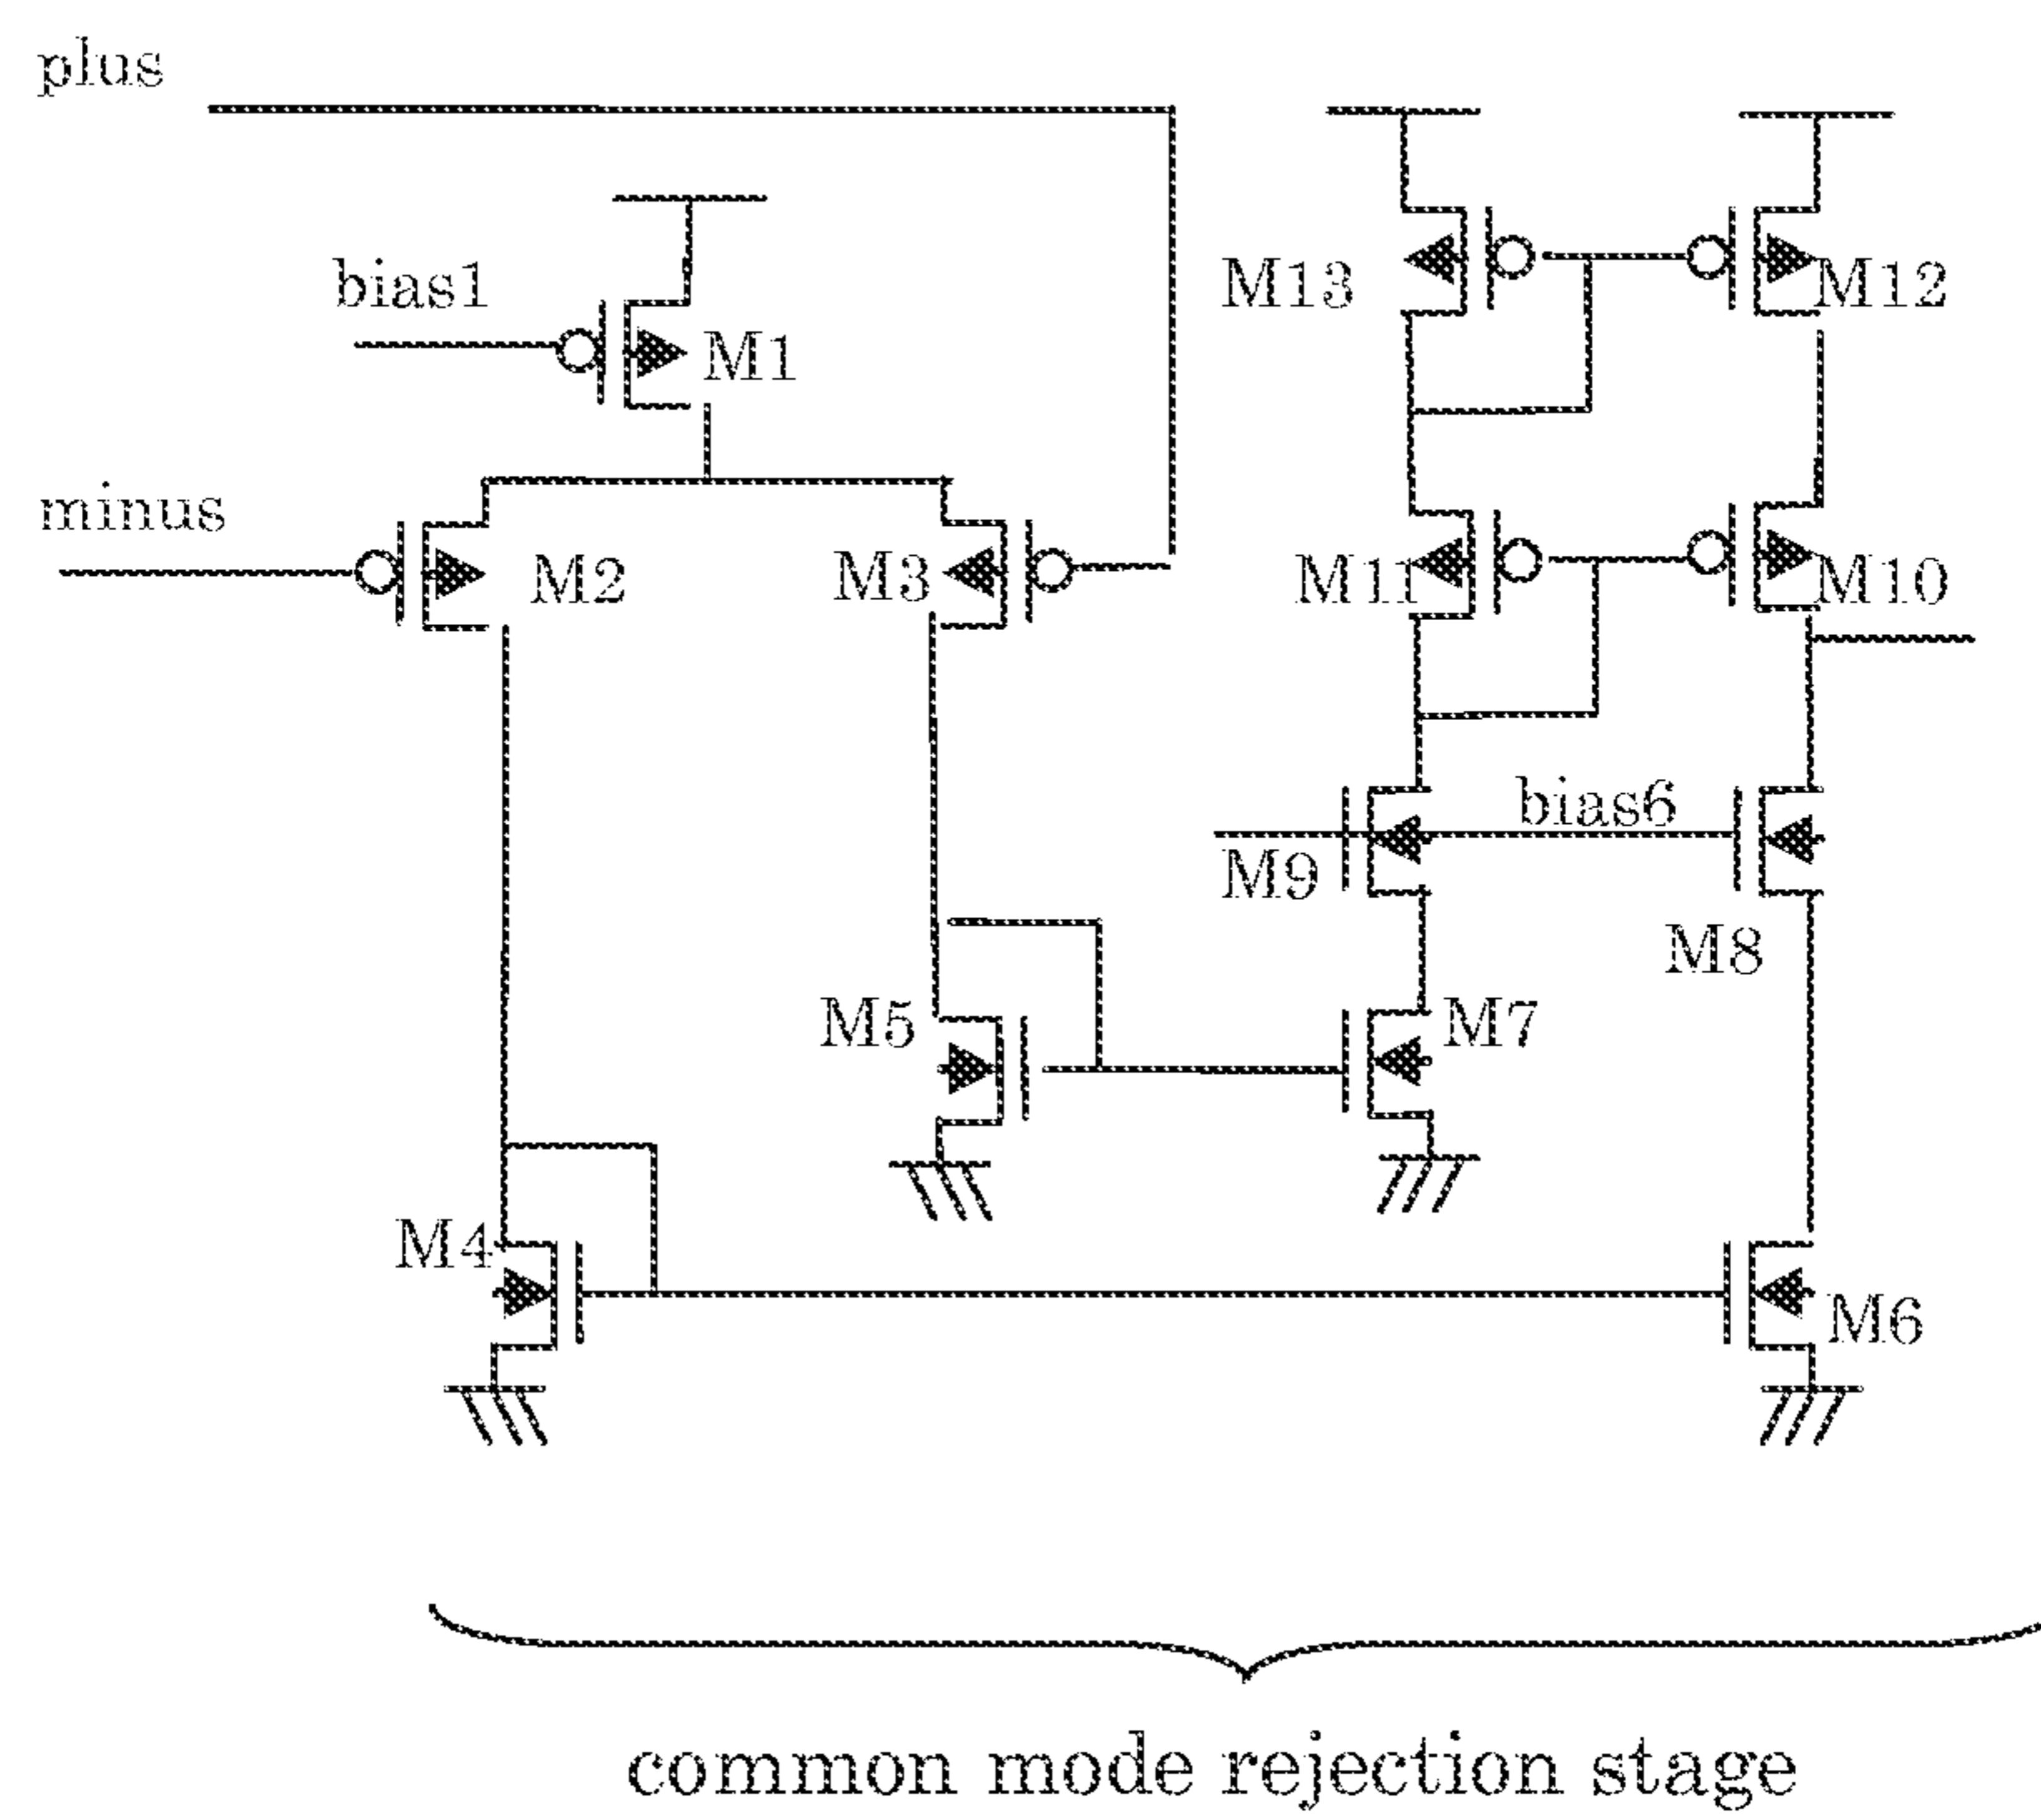 plus
bias1
M1
M13
M12
minus
M2
M3
M11
M10
bias6
M9
M8
M5
M7
M4
M6
common mode rejection stage